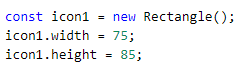 const icon1 = new Rectangle();
icon1.width = 75;
icon1.height = 85;